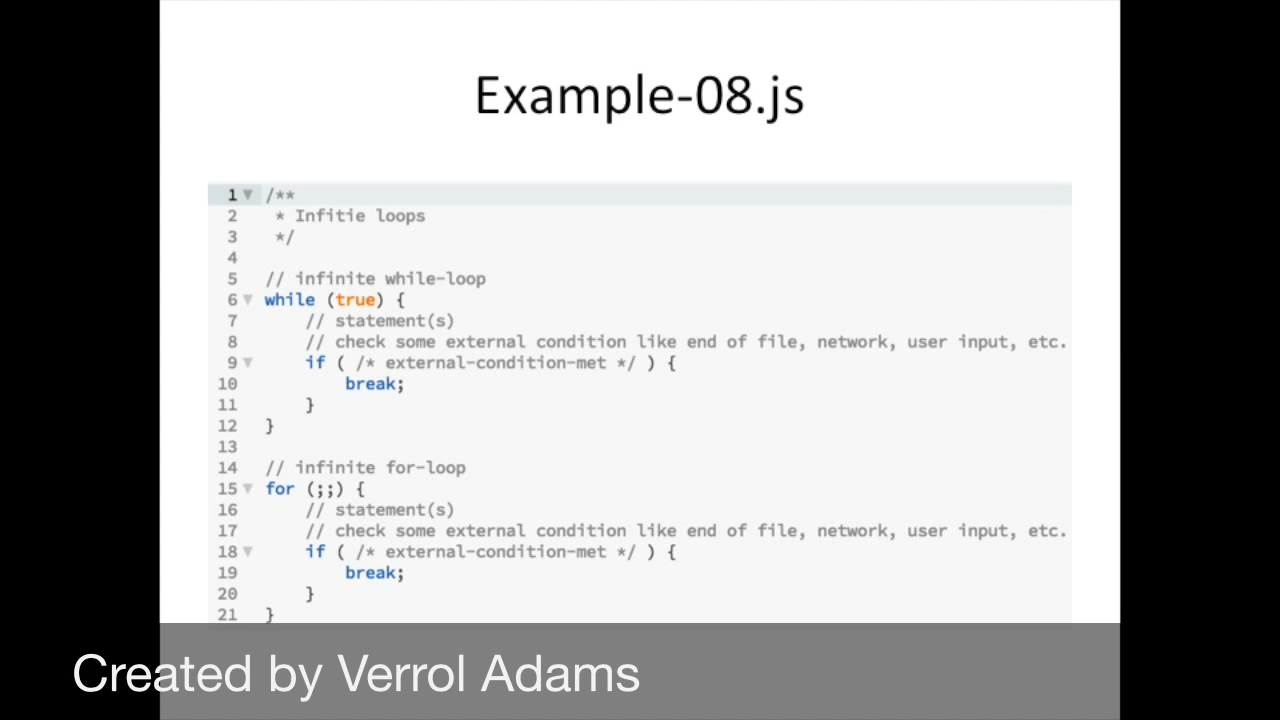 Example-08.js
1 /**
2 * Infitie loops
3 */
4
5 // infinite while-loop
6 while (true) {
7 // statement(s)
8 // check some external condition like end of file, network, user input, etc.
9 if ( /* external-condition-met */ ) {
10 break;
11 }
12 }
13
14 // infinite for-loop
15 for (;;) {
16 // statement(s)
17 // check some external condition like end of file, network, user input, etc.
18 if ( /* external-condition-met */ ) {
19 break;
20 }
21 }
Created by Verrol Adams